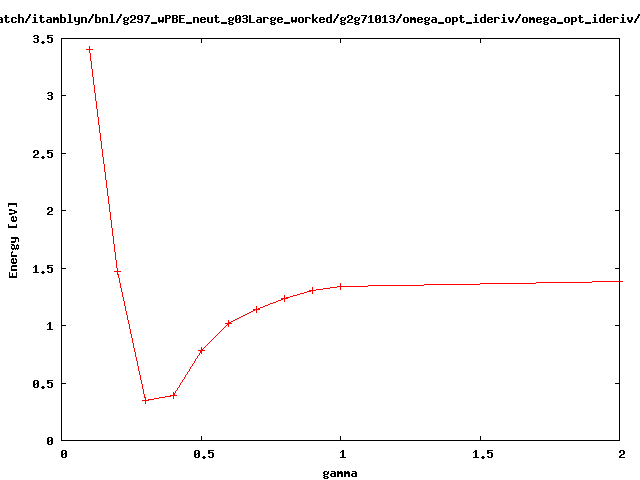 atch/itamblyn/bnl/g297_wPBE_neut_g03Large_worked/g2g71013/omega_opt_ideriv/omega_opt_ideriv/
3.5
3
2.5
2
1.5
1
0.5
0
Energy [eV]
0 0.5 1 1.5 2
gamma